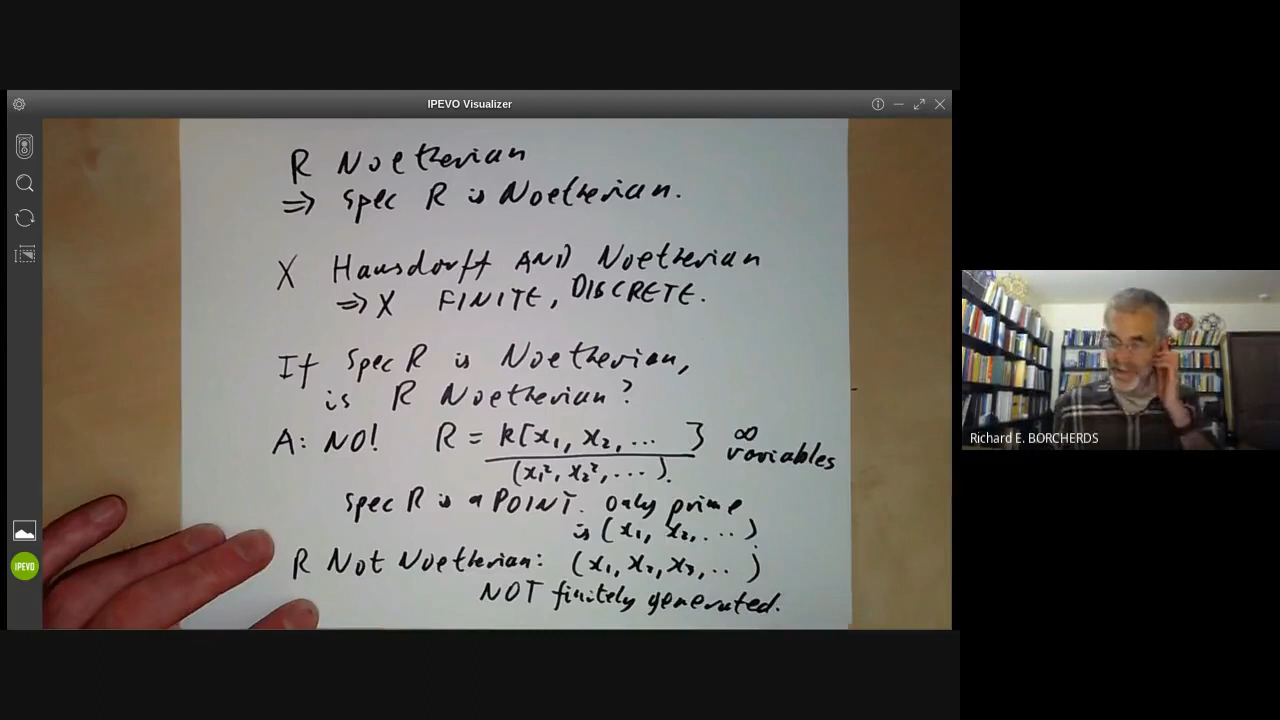 IPEVO Visualizer
R Noetherian
⇒ Spec R is Noetherian.
X Hausdorff AND Noetherian
⇒ X FINITE, DISCRETE.
If Spec R is Noetherian,
is R Noetherian?
A: NO! R = k[x₁, x₂, ... ] ∞
variables
(x₁², x₂², ...).
Spec R is a POINT. Only prime
is (x₁, x₂, ...)
R Not Noetherian: (x₁, x₂, x₃, ..)
NOT finitely generated.
IPEVO
Richard E. BORCHERDS